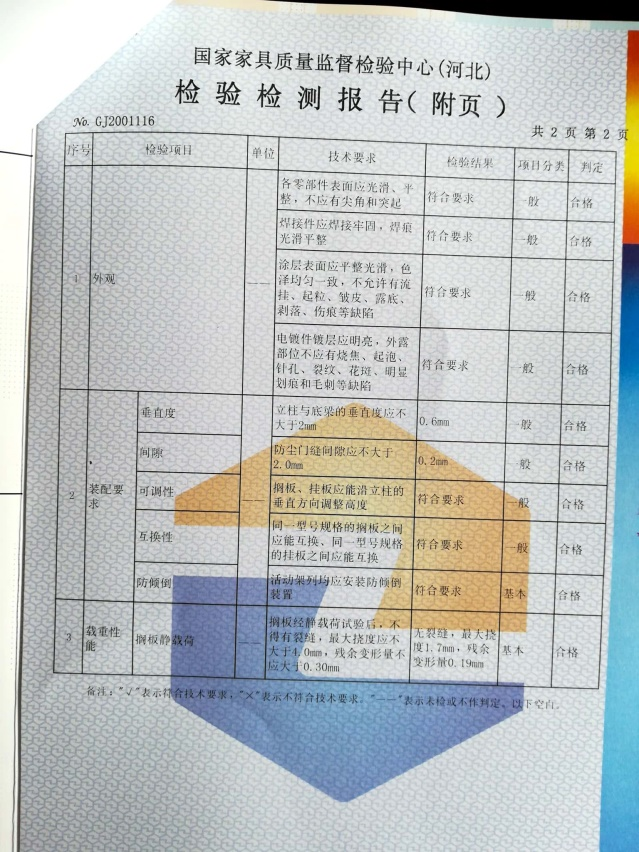 国家家具质量监督检验中心(河北)
检验检测报告(附页)
No. GJ2001116
共 2 页 第 2 页
序号 检验项目 单位 技术要求 检验结果 项目分类 判定
1 外观 ——
各零部件表面应光滑、平
整，不应有尖角和突起
符合要求 一般 合格
焊接件应焊接牢固，焊痕
光滑平整
符合要求 一般 合格
涂层表面应平整光滑，色
泽均匀一致，不允许有流
挂、起粒、皱皮、露底、
剥落、伤痕等缺陷
符合要求 一般 合格
电镀件镀层应明亮，外露
部位不应有烧焦、起泡、
针孔、裂纹、花斑、明显
划痕和毛刺等缺陷
符合要求 一般 合格
2 装配要
求
——
垂直度
立柱与底梁的垂直度应不
大于2mm
0.6mm 一般 合格
间隙
防尘门缝间隙应不大于
2.0mm
0.2mm 一般 合格
可调性
搁板、挂板应能沿立柱的
垂直方向调整高度
符合要求 一般 合格
互换性
同一型号规格的搁板之间
应能互换、同一型号规格
的挂板之间应能互换
符合要求 一般 合格
防倾倒
活动架列均应安装防倾倒
装置
符合要求 基本 合格
3 载重性
能
搁板静载荷 ——
搁板经静载荷试验后，不
得有裂缝，最大挠度应不
大于4.0mm，残余变形量不
应大于0.30mm
无裂缝，最大挠
度1.7mm，残余
变形量0.19mm
基本 合格
备注："√"表示符合技术要求，"×"表示不符合技术要求。"——"表示未检或不作判定。以下空白。